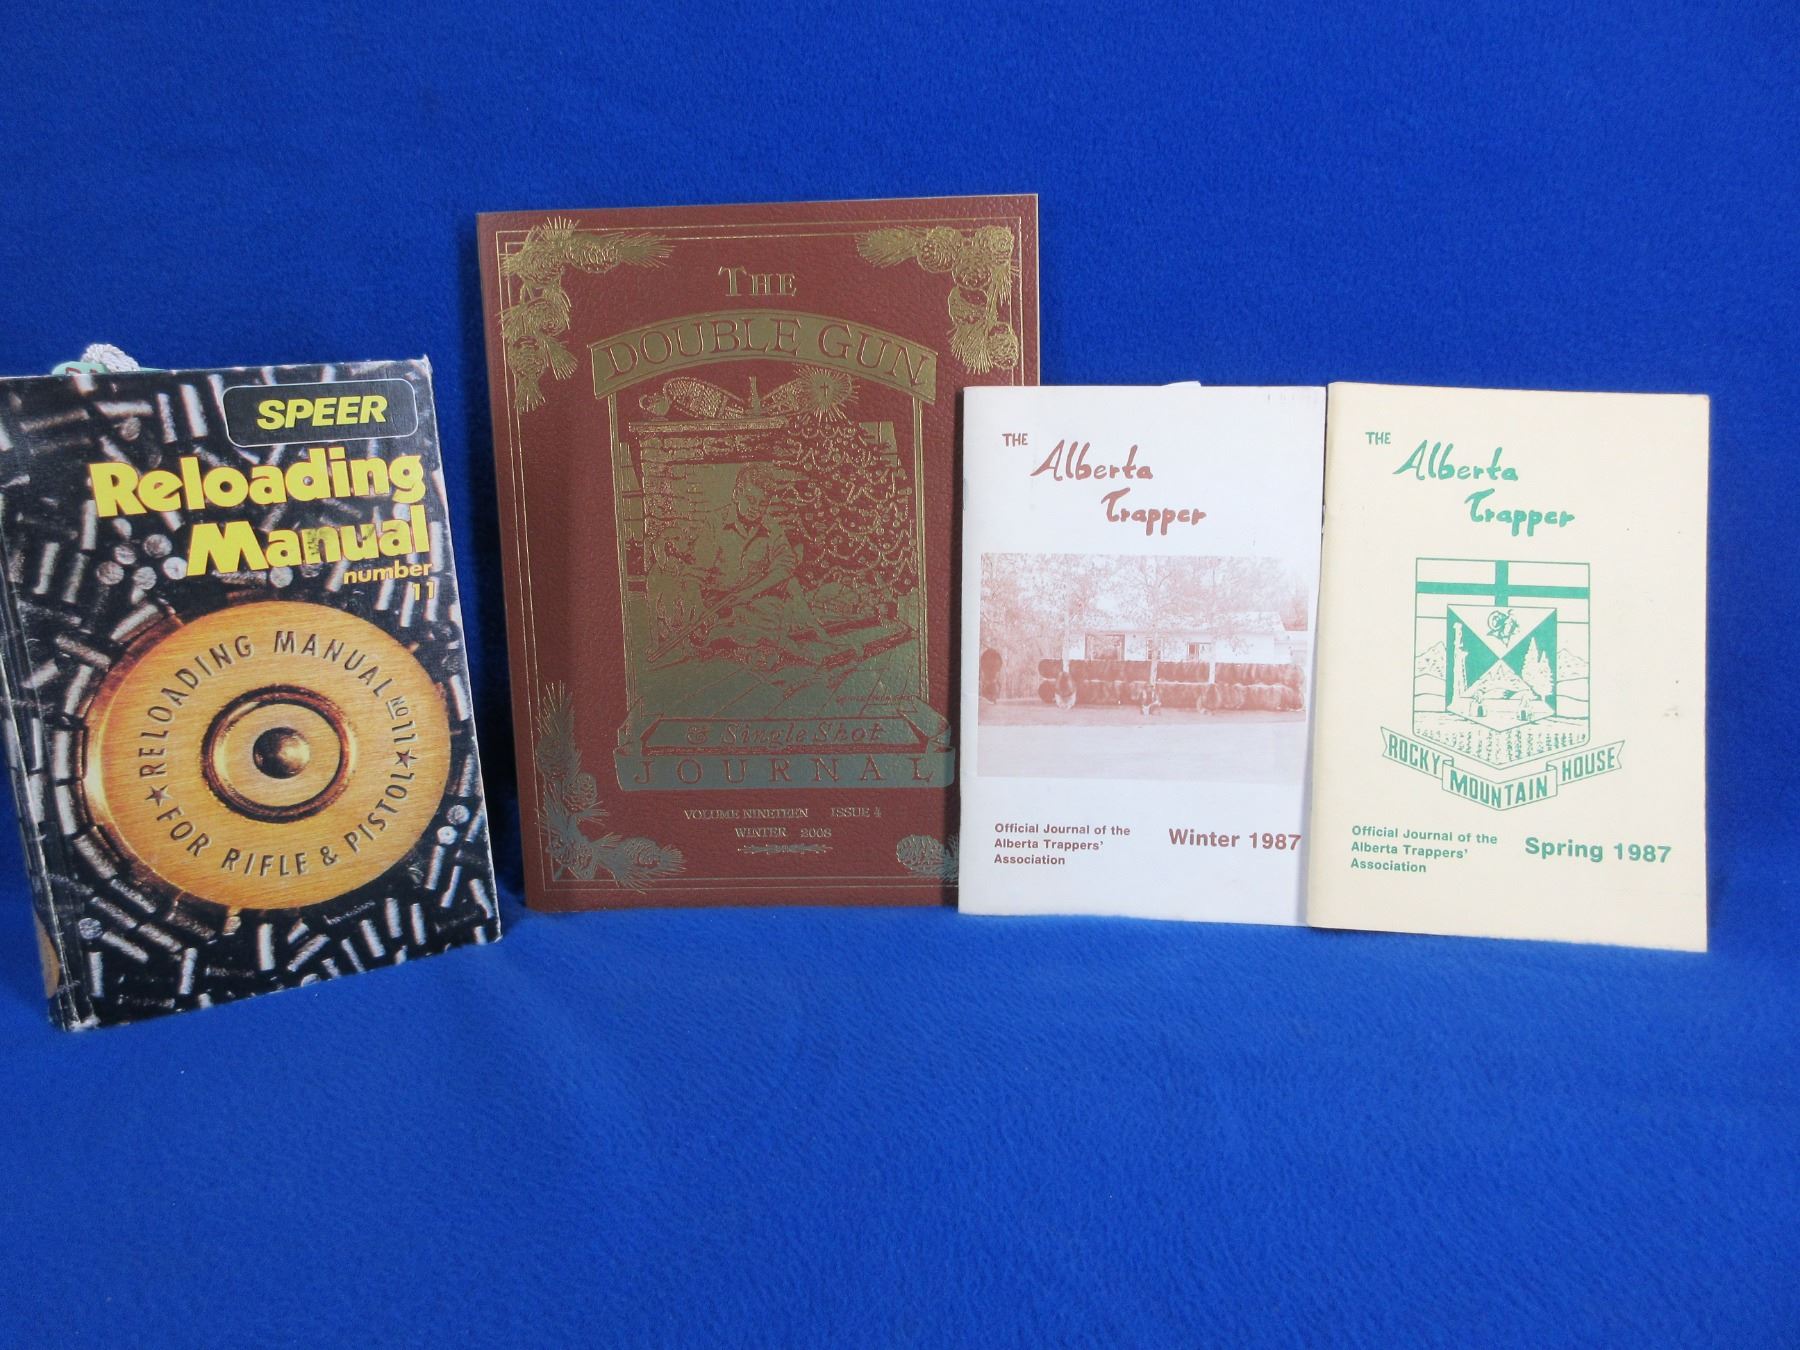 SPEER
Reloading
Manual
number
11
RELOADING MANUAL NO. 11
★ FOR RIFLE & PISTOL ★
THE
DOUBLE GUN
& Single Shot
JOURNAL
VOLUME NINETEEN ISSUE 4
WINTER 2008
THE
Alberta
Trapper
Official Journal of the
Alberta Trappers'
Association
Winter 1987
THE
Alberta
Trapper
ROCKY
MOUNTAIN
HOUSE
Official Journal of the
Alberta Trappers'
Association
Spring 1987